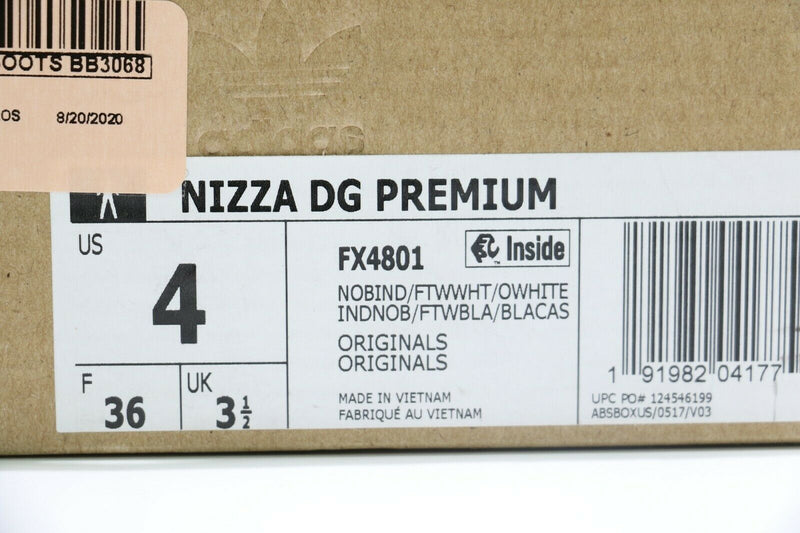 OOTS BB3068
OS 8/20/2020
adidas
NIZZA DG PREMIUM
US
4
F
36
UK
3 1/2
FX4801
Inside
NOBIND/FTWWHT/OWHITE
INDNOB/FTWBLA/BLACAS
ORIGINALS
ORIGINALS
MADE IN VIETNAM
FABRIQUÉ AU VIETNAM
1 91982 04177
UPC PO# 124546199
ABSBOXUS/0517/V03